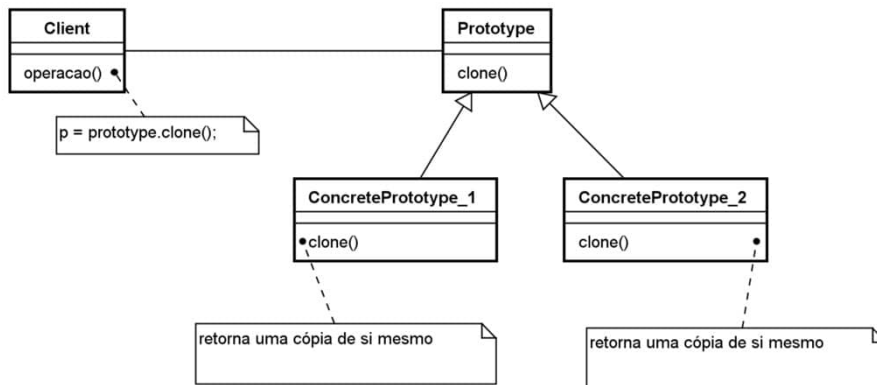 Client
Prototype
operacao()
clone()
p = prototype.clone();
ConcretePrototype_1
ConcretePrototype_2
clone()
clone()
retorna uma cópia de si mesmo
retorna uma cópia de si mesmo